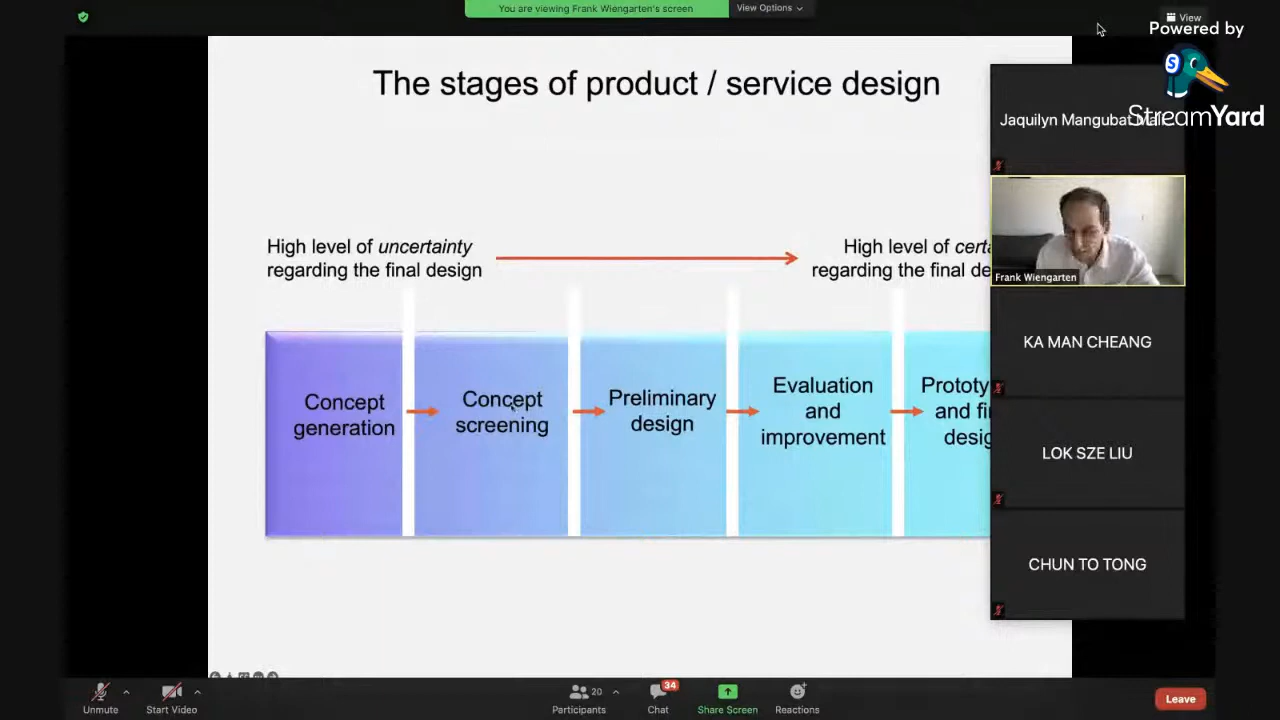 You are viewing Frank Wiengarten's screen
View Options
View
Powered by
StreamYard
The stages of product / service design
Jaquilyn Mangubat
High level of uncertainty
regarding the final design
High level of
regarding the final
Frank Wiengarten
Concept
generation
Concept
screening
Preliminary
design
Evaluation
and
improvement
and
KA MAN CHEANG
LOK SZE LIU
CHUN TO TONG
Unmute
Start Video
20
Participants
34
Chat
Share Screen
Reactions
Leave